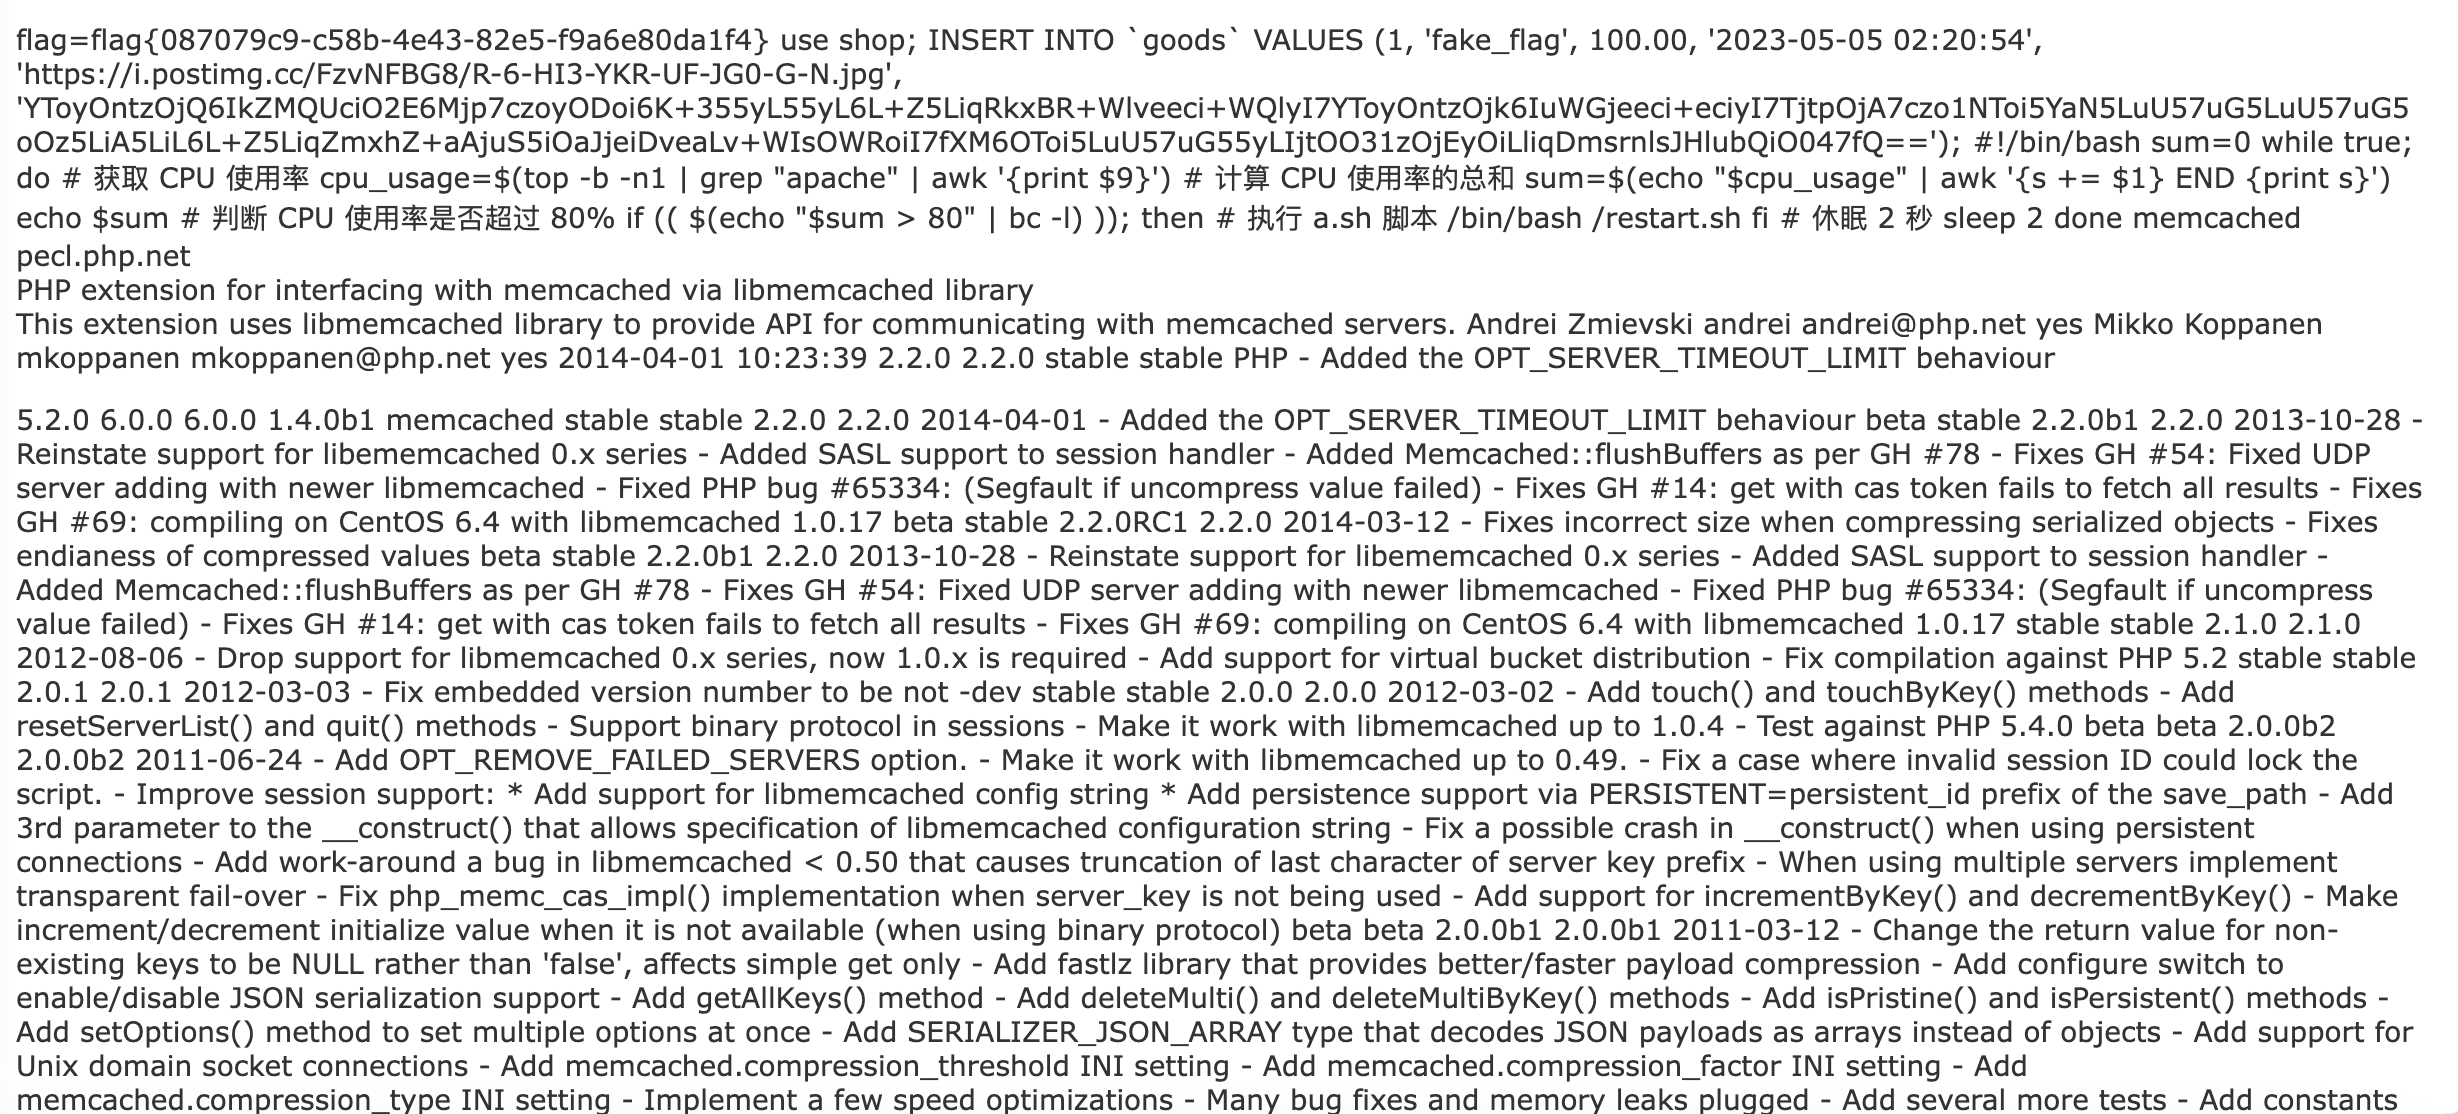 flag=flag{087079c9-c58b-4e43-82e5-f9a6e80da1f4} use shop; INSERT INTO `goods` VALUES (1, 'fake_flag', 100.00, '2023-05-05 02:20:54',
'https://i.postimg.cc/FzvNFBG8/R-6-HI3-YKR-UF-JG0-G-N.jpg',
'YToyOntzOjQ6IkZMQUciO2E6Mjp7czoyODoi6K+355yL55yL6L+Z5LiqRkxBR+Wlveeci+WQlyI7YToyOntzOjk6IuWGjeeci+eciyI7TjtpOjA7czo1NToi5YaN5LuU57uG5LuU57uG5
oOz5LiA5LiL6L+Z5LiqZmxhZ+aAjuS5iOaJjeiDveaLv+WIsOWRoiI7fXM6OToi5LuU57uG55yLIjtOO31zOjEyOiLliqDmsrnlsJHlubQiO047fQ=='); #!/bin/bash sum=0 while true;
do # 获取 CPU 使用率 cpu_usage=$(top -b -n1 | grep "apache" | awk '{print $9}') # 计算 CPU 使用率的总和 sum=$(echo "$cpu_usage" | awk '{s += $1} END {print s}')
echo $sum # 判断 CPU 使用率是否超过 80% if (( $(echo "$sum > 80" | bc -l) )); then # 执行 a.sh 脚本 /bin/bash /restart.sh fi # 休眠 2 秒 sleep 2 done memcached
pecl.php.net
PHP extension for interfacing with memcached via libmemcached library
This extension uses libmemcached library to provide API for communicating with memcached servers. Andrei Zmievski andrei andrei@php.net yes Mikko Koppanen
mkoppanen mkoppanen@php.net yes 2014-04-01 10:23:39 2.2.0 2.2.0 stable stable PHP - Added the OPT_SERVER_TIMEOUT_LIMIT behaviour
5.2.0 6.0.0 6.0.0 1.4.0b1 memcached stable stable 2.2.0 2.2.0 2014-04-01 - Added the OPT_SERVER_TIMEOUT_LIMIT behaviour beta stable 2.2.0b1 2.2.0 2013-10-28 -
Reinstate support for libememcached 0.x series - Added SASL support to session handler - Added Memcached::flushBuffers as per GH #78 - Fixes GH #54: Fixed UDP
server adding with newer libmemcached - Fixed PHP bug #65334: (Segfault if uncompress value failed) - Fixes GH #14: get with cas token fails to fetch all results - Fixes
GH #69: compiling on CentOS 6.4 with libmemcached 1.0.17 beta stable 2.2.0RC1 2.2.0 2014-03-12 - Fixes incorrect size when compressing serialized objects - Fixes
endianess of compressed values beta stable 2.2.0b1 2.2.0 2013-10-28 - Reinstate support for libememcached 0.x series - Added SASL support to session handler -
Added Memcached::flushBuffers as per GH #78 - Fixes GH #54: Fixed UDP server adding with newer libmemcached - Fixed PHP bug #65334: (Segfault if uncompress
value failed) - Fixes GH #14: get with cas token fails to fetch all results - Fixes GH #69: compiling on CentOS 6.4 with libmemcached 1.0.17 stable stable 2.1.0 2.1.0
2012-08-06 - Drop support for libmemcached 0.x series, now 1.0.x is required - Add support for virtual bucket distribution - Fix compilation against PHP 5.2 stable stable
2.0.1 2.0.1 2012-03-03 - Fix embedded version number to be not -dev stable stable 2.0.0 2.0.0 2012-03-02 - Add touch() and touchByKey() methods - Add
resetServerList() and quit() methods - Support binary protocol in sessions - Make it work with libmemcached up to 1.0.4 - Test against PHP 5.4.0 beta beta 2.0.0b2
2.0.0b2 2011-06-24 - Add OPT_REMOVE_FAILED_SERVERS option. - Make it work with libmemcached up to 0.49. - Fix a case where invalid session ID could lock the
script. - Improve session support: * Add support for libmemcached config string * Add persistence support via PERSISTENT=persistent_id prefix of the save_path - Add
3rd parameter to the __construct() that allows specification of libmemcached configuration string - Fix a possible crash in __construct() when using persistent
connections - Add work-around a bug in libmemcached < 0.50 that causes truncation of last character of server key prefix - When using multiple servers implement
transparent fail-over - Fix php_memc_cas_impl() implementation when server_key is not being used - Add support for incrementByKey() and decrementByKey() - Make
increment/decrement initialize value when it is not available (when using binary protocol) beta beta 2.0.0b1 2.0.0b1 2011-03-12 - Change the return value for non-
existing keys to be NULL rather than 'false', affects simple get only - Add fastlz library that provides better/faster payload compression - Add configure switch to
enable/disable JSON serialization support - Add getAllKeys() method - Add deleteMulti() and deleteMultiByKey() methods - Add isPristine() and isPersistent() methods -
Add setOptions() method to set multiple options at once - Add SERIALIZER_JSON_ARRAY type that decodes JSON payloads as arrays instead of objects - Add support for
Unix domain socket connections - Add memcached.compression_threshold INI setting - Add memcached.compression_factor INI setting - Add
memcached.compression_type INI setting - Implement a few speed optimizations - Many bug fixes and memory leaks plugged - Add several more tests - Add constants